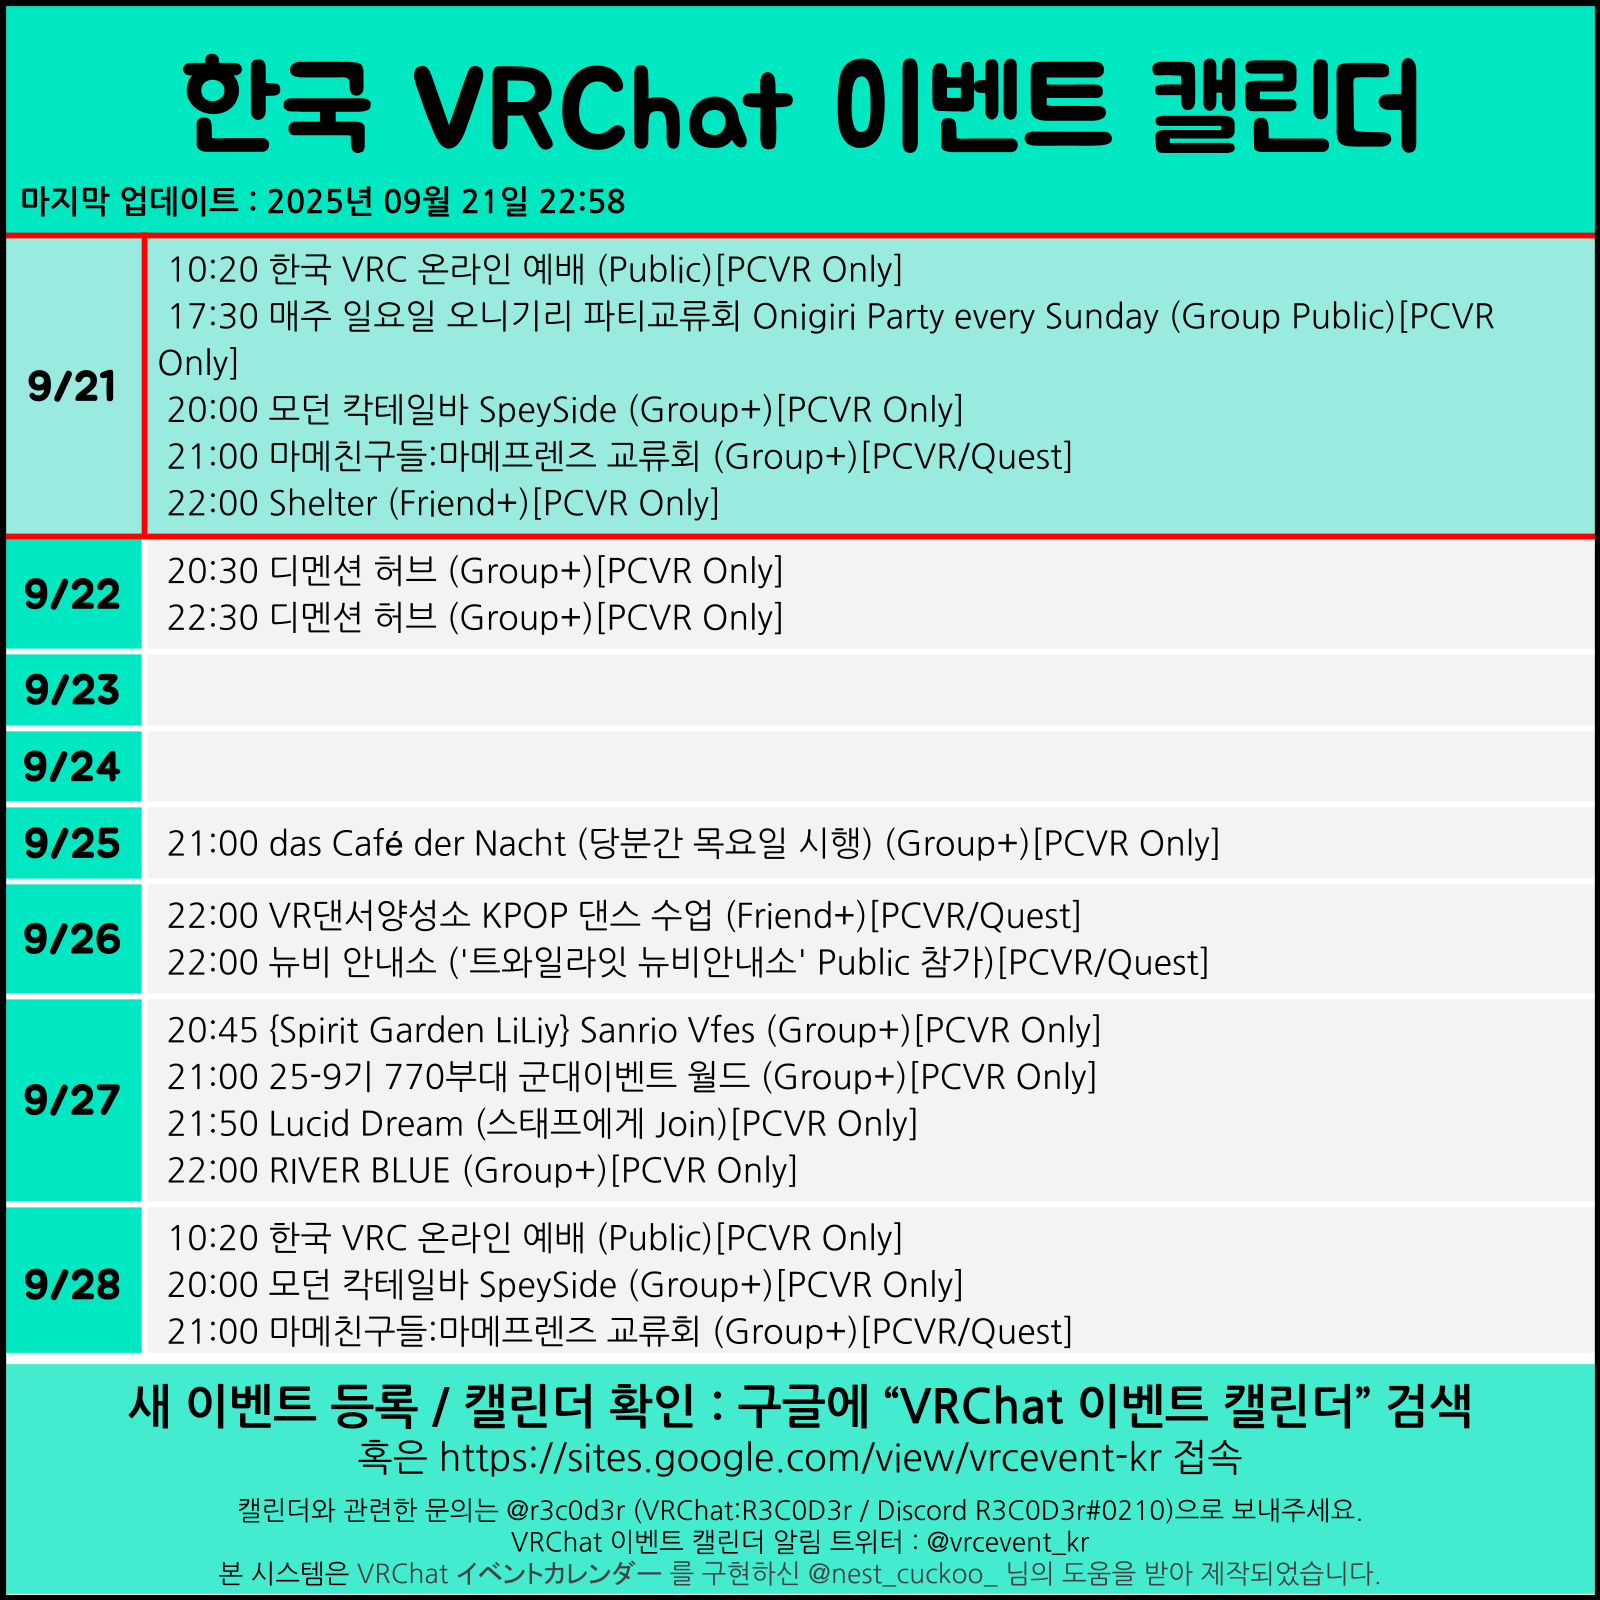 한국 VRChat 이벤트 캘린더
마지막 업데이트 : 2025년 09월 21일 22:58
9/21
10:20 한국 VRC 온라인 예배 (Public)[PCVR Only]
17:30 매주 일요일 오니기리 파티교류회 Onigiri Party every Sunday (Group Public)[PCVR
Only]
20:00 모던 칵테일바 SpeySide (Group+)[PCVR Only]
21:00 마메친구들:마메프렌즈 교류회 (Group+)[PCVR/Quest]
22:00 Shelter (Friend+)[PCVR Only]
9/22
20:30 디멘션 허브 (Group+)[PCVR Only]
22:30 디멘션 허브 (Group+)[PCVR Only]
9/23
9/24
9/25
21:00 das Café der Nacht (당분간 목요일 시행) (Group+)[PCVR Only]
9/26
22:00 VR댄서양성소 KPOP 댄스 수업 (Friend+)[PCVR/Quest]
22:00 뉴비 안내소 ('트와일라잇 뉴비안내소' Public 참가)[PCVR/Quest]
9/27
20:45 {Spirit Garden LiLiy} Sanrio Vfes (Group+)[PCVR Only]
21:00 25-9기 770부대 군대이벤트 월드 (Group+)[PCVR Only]
21:50 Lucid Dream (스태프에게 Join)[PCVR Only]
22:00 RIVER BLUE (Group+)[PCVR Only]
9/28
10:20 한국 VRC 온라인 예배 (Public)[PCVR Only]
20:00 모던 칵테일바 SpeySide (Group+)[PCVR Only]
21:00 마메친구들:마메프렌즈 교류회 (Group+)[PCVR/Quest]
새 이벤트 등록 / 캘린더 확인 : 구글에 “VRChat 이벤트 캘린더” 검색
혹은 https://sites.google.com/view/vrcevent-kr 접속
캘린더와 관련한 문의는 @r3c0d3r (VRChat:R3C0D3r / Discord R3C0D3r#0210)으로 보내주세요.
VRChat 이벤트 캘린더 알림 트위터 : @vrcevent_kr
본 시스템은 VRChat イベントカレンダー 를 구현하신 @nest_cuckoo_ 님의 도움을 받아 제작되었습니다.